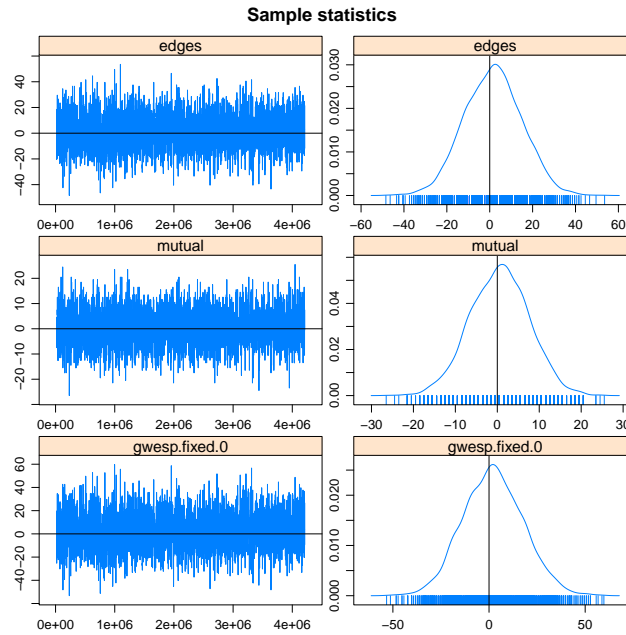 Sample statistics
edges
edges
40
20
0
−20
−40
0e+00
1e+06
2e+06
3e+06
4e+06
0.030
0.020
0.010
0.000
−60
−40
−20
0
20
40
60
mutual
mutual
20
10
0
−10
−30
0e+00
1e+06
2e+06
3e+06
4e+06
0.04
0.02
0.00
−30
−20
−10
0
10
20
30
gwesp.fixed.0
gwesp.fixed.0
60
40
20
0
−20
−60
0e+00
1e+06
2e+06
3e+06
4e+06
0.020
0.010
0.000
−50
0
50